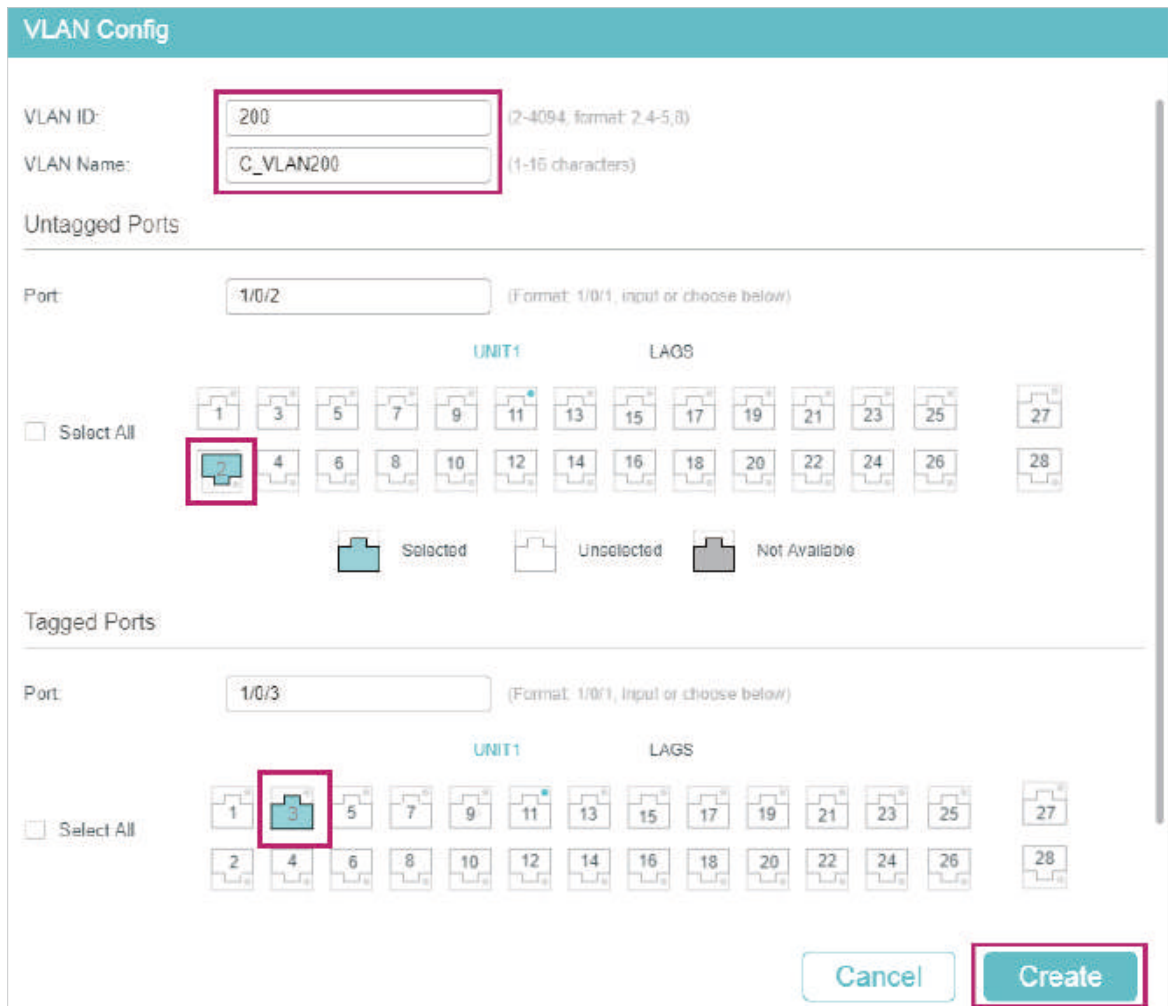 VLAN Config
VLAN ID: 200 (2-4094, format: 2,4-5,8)
VLAN Name: C_VLAN200 (1-16 characters)
Untagged Ports
Port: 1/0/2 (Format: 1/0/1, input or choose below)
UNIT1 LAGS
1 3 5 7 9 11 13 15 17 19 21 23 25 27
Select All
2 4 6 8 10 12 14 16 18 20 22 24 26 28
Selected Unselected Not Available
Tagged Ports
Port: 1/0/3 (Format: 1/0/1, input or choose below)
UNIT1 LAGS
1 3 5 7 9 11 13 15 17 19 21 23 25 27
Select All
2 4 6 8 10 12 14 16 18 20 22 24 26 28
Cancel Create